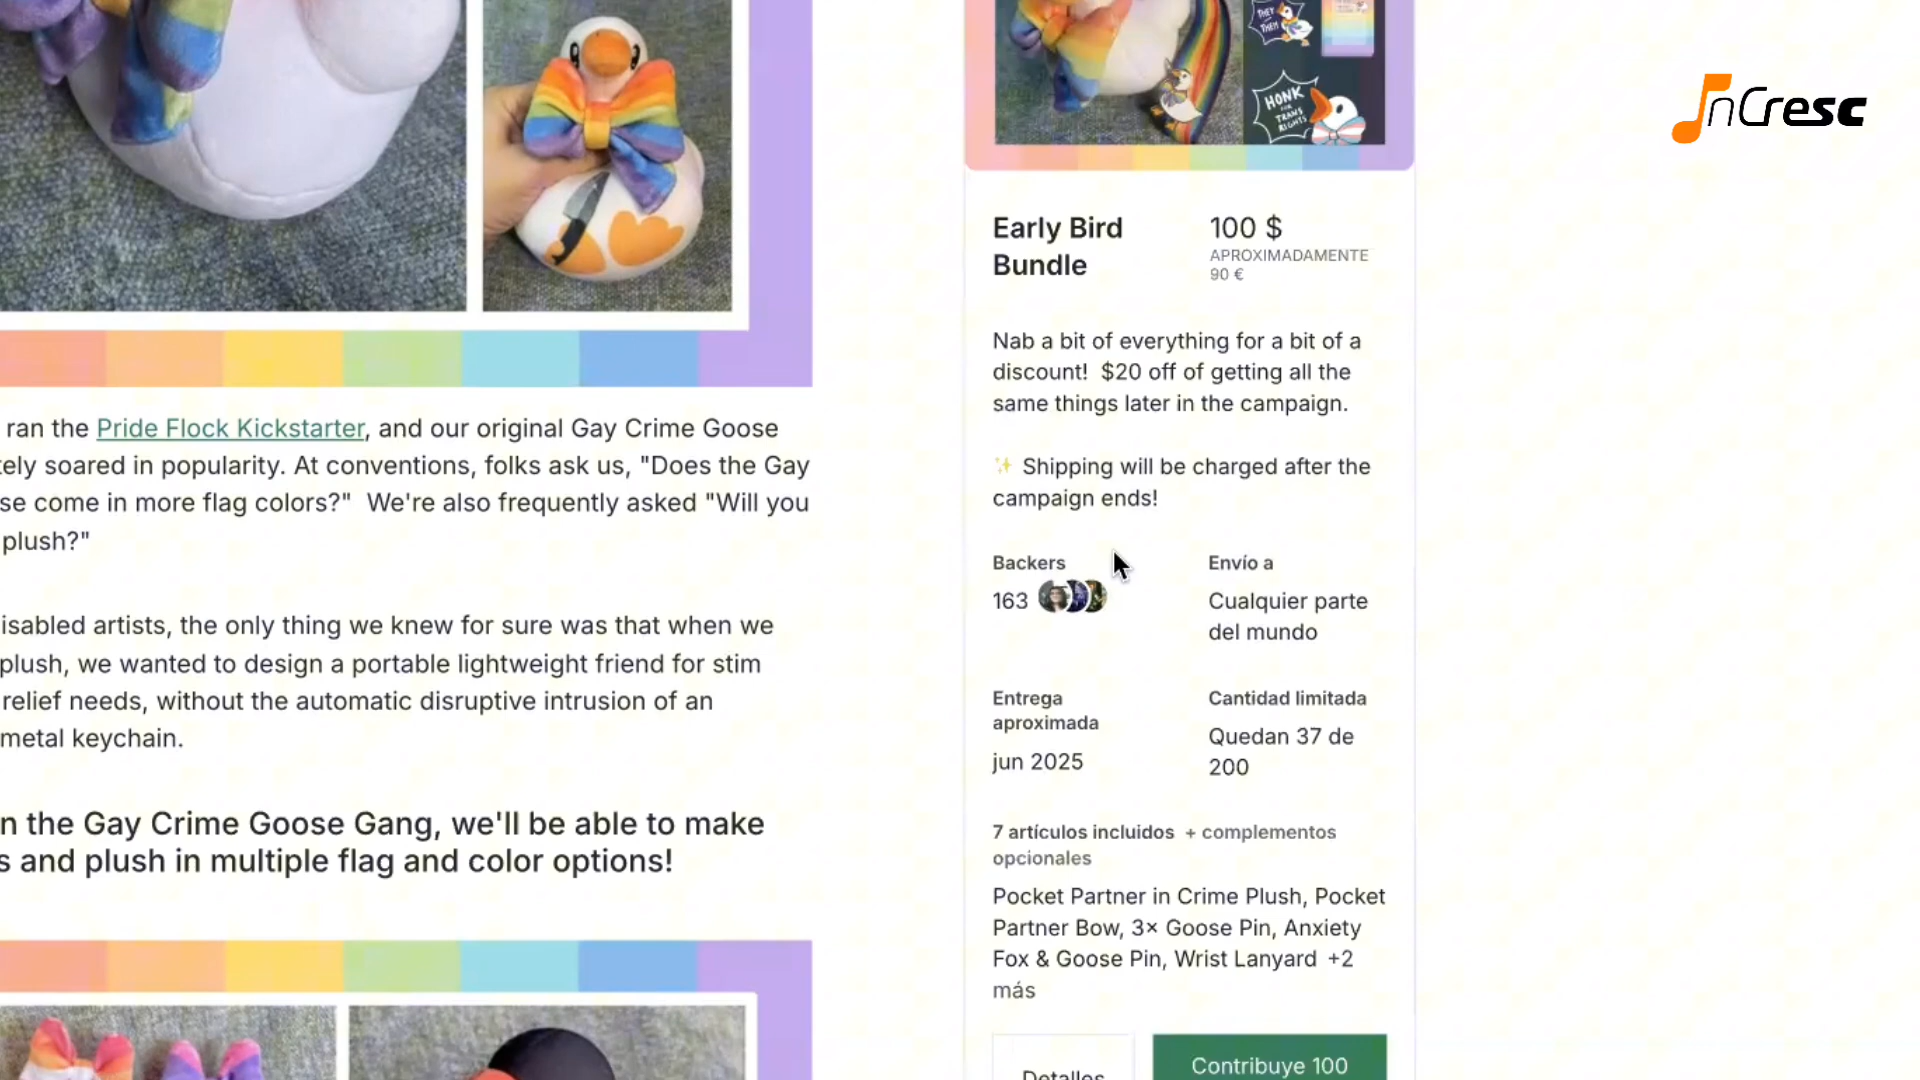 THEY
THEM
HONK
FOR
TRANS
RIGHTS
nCresc
Early Bird
Bundle
100 $
APROXIMADAMENTE
90 €
Nab a bit of everything for a bit of a
discount! $20 off of getting all the
same things later in the campaign.
✨ Shipping will be charged after the
campaign ends!
Backers
163
Envío a
Cualquier parte
del mundo
Entrega
aproximada
jun 2025
Cantidad limitada
Quedan 37 de
200
7 artículos incluidos + complementos
opcionales
Pocket Partner in Crime Plush, Pocket
Partner Bow, 3× Goose Pin, Anxiety
Fox & Goose Pin, Wrist Lanyard +2
más
Detalles
Contribuye 100
ran the Pride Flock Kickstarter, and our original Gay Crime Goose
tely soared in popularity. At conventions, folks ask us, "Does the Gay
se come in more flag colors?" We're also frequently asked "Will you
plush?"
isabled artists, the only thing we knew for sure was that when we
plush, we wanted to design a portable lightweight friend for stim
relief needs, without the automatic disruptive intrusion of an
metal keychain.
n the Gay Crime Goose Gang, we'll be able to make
s and plush in multiple flag and color options!